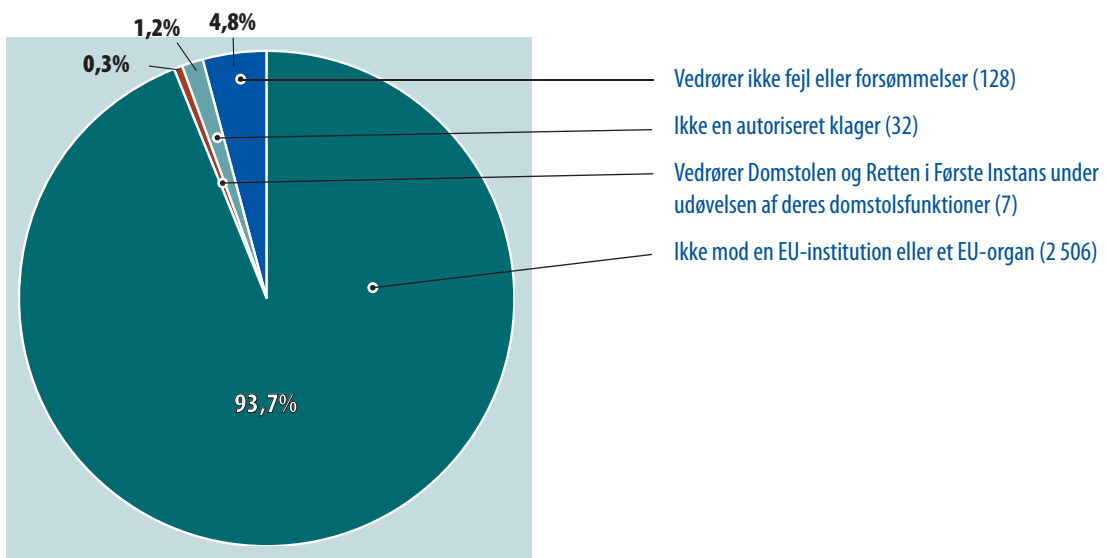 4,8%
1,2%
0,3%
Vedrører ikke fejl eller forsømmelser (128)
Ikke en autoriseret klager (32)
Vedrører Domstolen og Retten i Første Instans under
udøvelsen af deres domstolsfunktioner (7)
Ikke mod en EU-institution eller et EU-organ (2 506)
93,7%